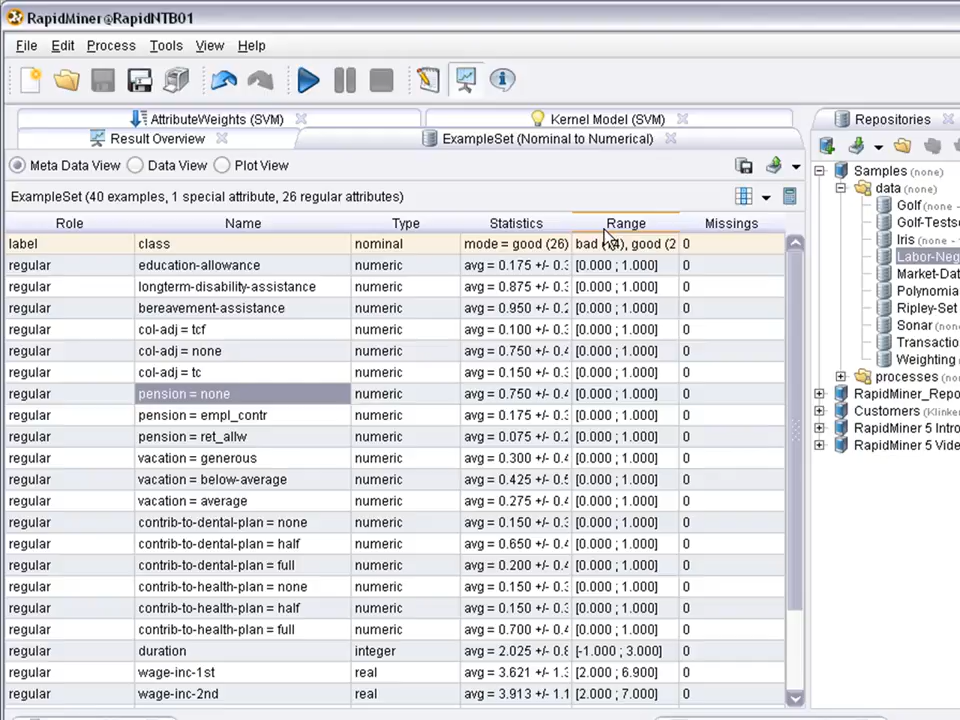 RapidMiner@RapidNTB01
File Edit Process Tools View Help
AttributeWeights (SVM) Kernel Model (SVM)
Result Overview ExampleSet (Nominal to Numerical) Repositories
Meta Data View Data View Plot View
ExampleSet (40 examples, 1 special attribute, 26 regular attributes)
Role Name Type Statistics Range Missings
label class nominal mode = good (26) bad (14), good (2 0
regular education-allowance numeric avg = 0.175 +/- 0.3 [0.000 ; 1.000] 0
regular longterm-disability-assistance numeric avg = 0.875 +/- 0.3 [0.000 ; 1.000] 0
regular bereavement-assistance numeric avg = 0.950 +/- 0.2 [0.000 ; 1.000] 0
regular col-adj = tcf numeric avg = 0.100 +/- 0.3 [0.000 ; 1.000] 0
regular col-adj = none numeric avg = 0.750 +/- 0.4 [0.000 ; 1.000] 0
regular col-adj = tc numeric avg = 0.150 +/- 0.3 [0.000 ; 1.000] 0
regular pension = none numeric avg = 0.750 +/- 0.4 [0.000 ; 1.000] 0
regular pension = empl_contr numeric avg = 0.175 +/- 0.3 [0.000 ; 1.000] 0
regular pension = ret_allw numeric avg = 0.075 +/- 0.2 [0.000 ; 1.000] 0
regular vacation = generous numeric avg = 0.300 +/- 0.4 [0.000 ; 1.000] 0
regular vacation = below-average numeric avg = 0.425 +/- 0.5 [0.000 ; 1.000] 0
regular vacation = average numeric avg = 0.275 +/- 0.4 [0.000 ; 1.000] 0
regular contrib-to-dental-plan = none numeric avg = 0.150 +/- 0.3 [0.000 ; 1.000] 0
regular contrib-to-dental-plan = half numeric avg = 0.650 +/- 0.4 [0.000 ; 1.000] 0
regular contrib-to-dental-plan = full numeric avg = 0.200 +/- 0.4 [0.000 ; 1.000] 0
regular contrib-to-health-plan = none numeric avg = 0.150 +/- 0.3 [0.000 ; 1.000] 0
regular contrib-to-health-plan = half numeric avg = 0.150 +/- 0.3 [0.000 ; 1.000] 0
regular contrib-to-health-plan = full numeric avg = 0.700 +/- 0.4 [0.000 ; 1.000] 0
regular duration integer avg = 2.025 +/- 0.8 [-1.000 ; 3.000] 0
regular wage-inc-1st real avg = 3.621 +/- 1.3 [2.000 ; 6.900] 0
regular wage-inc-2nd real avg = 3.913 +/- 1.1 [2.000 ; 7.000] 0
Samples (none)
data (none)
Golf (none
Golf-Tests
Iris (none -
Labor-Neg
Market-Dat
Polynomia
Ripley-Set
Sonar (none
Transactio
Weighting
processes (no
RapidMiner_Repo
Customers (Klinke
RapidMiner 5 Intro
RapidMiner 5 Vide